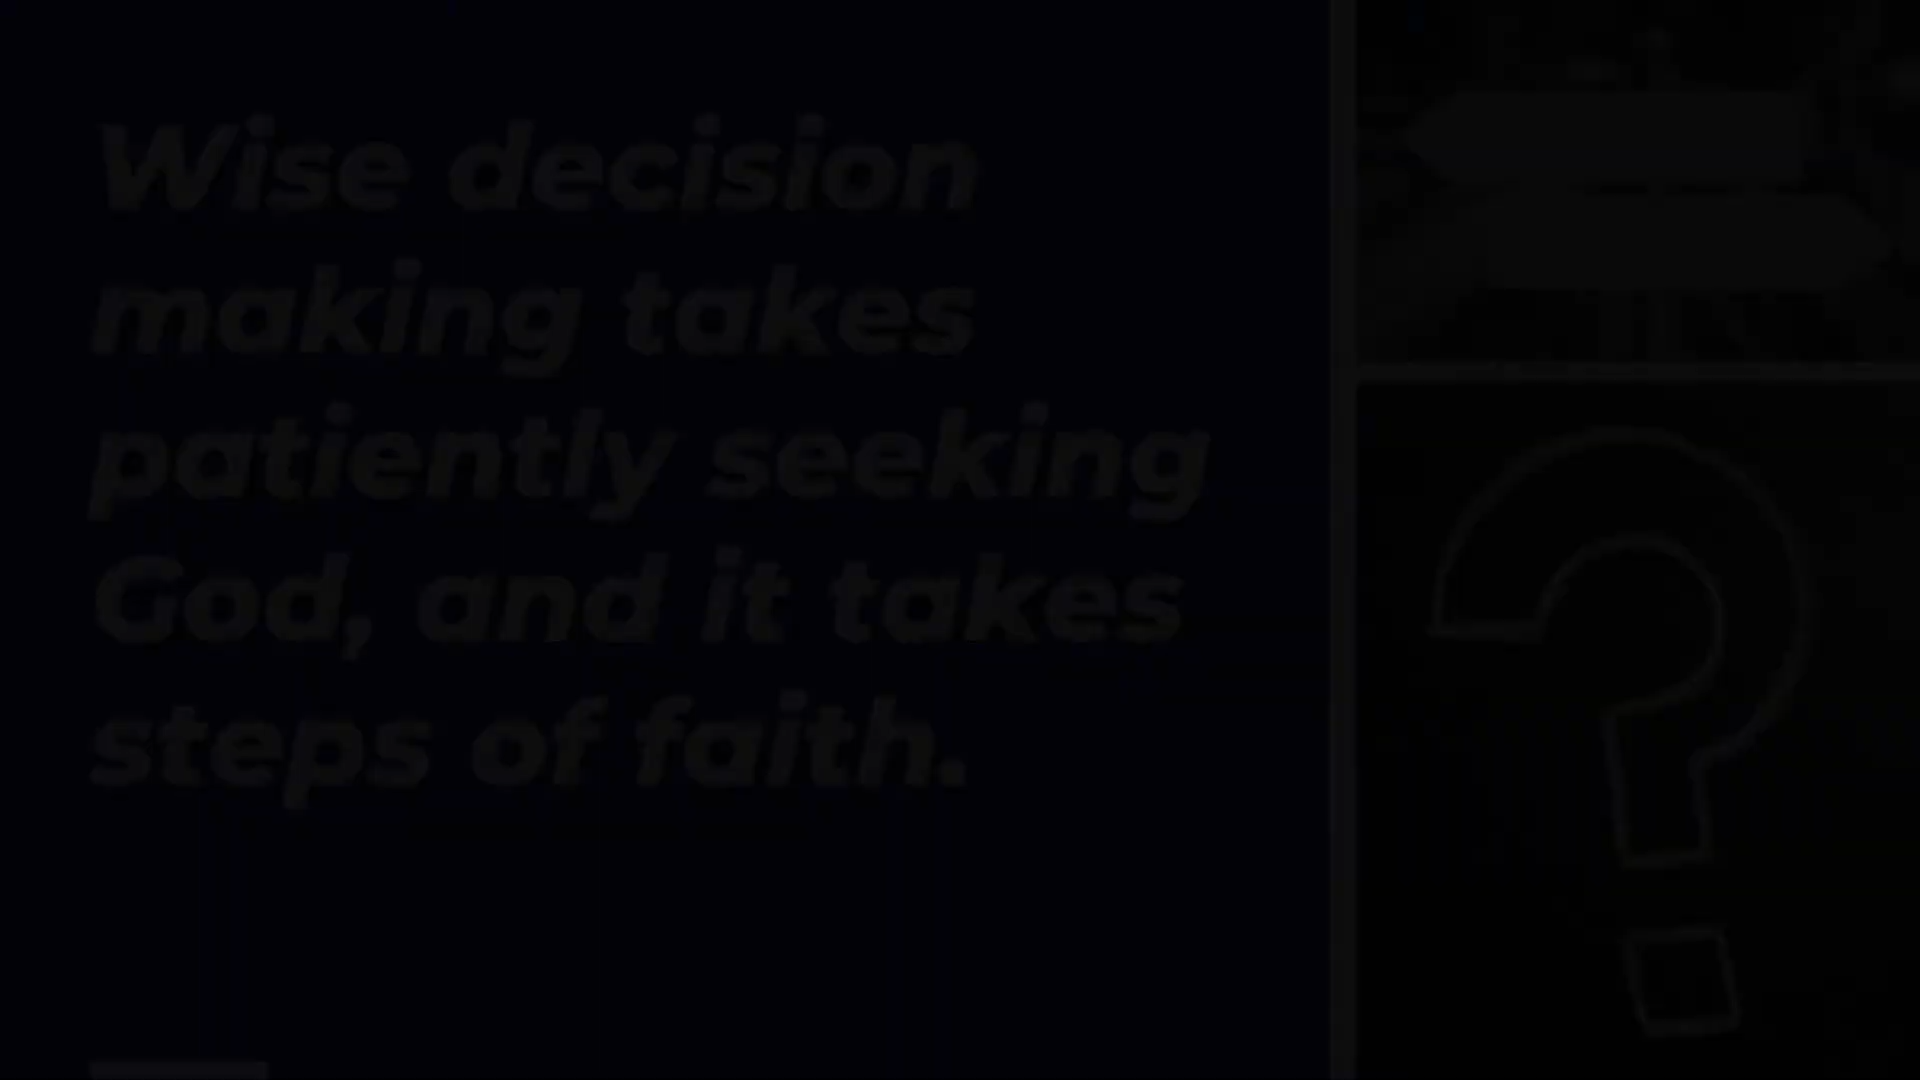 Wise decision
making takes
patiently seeking
God, and it takes
steps of faith.
?